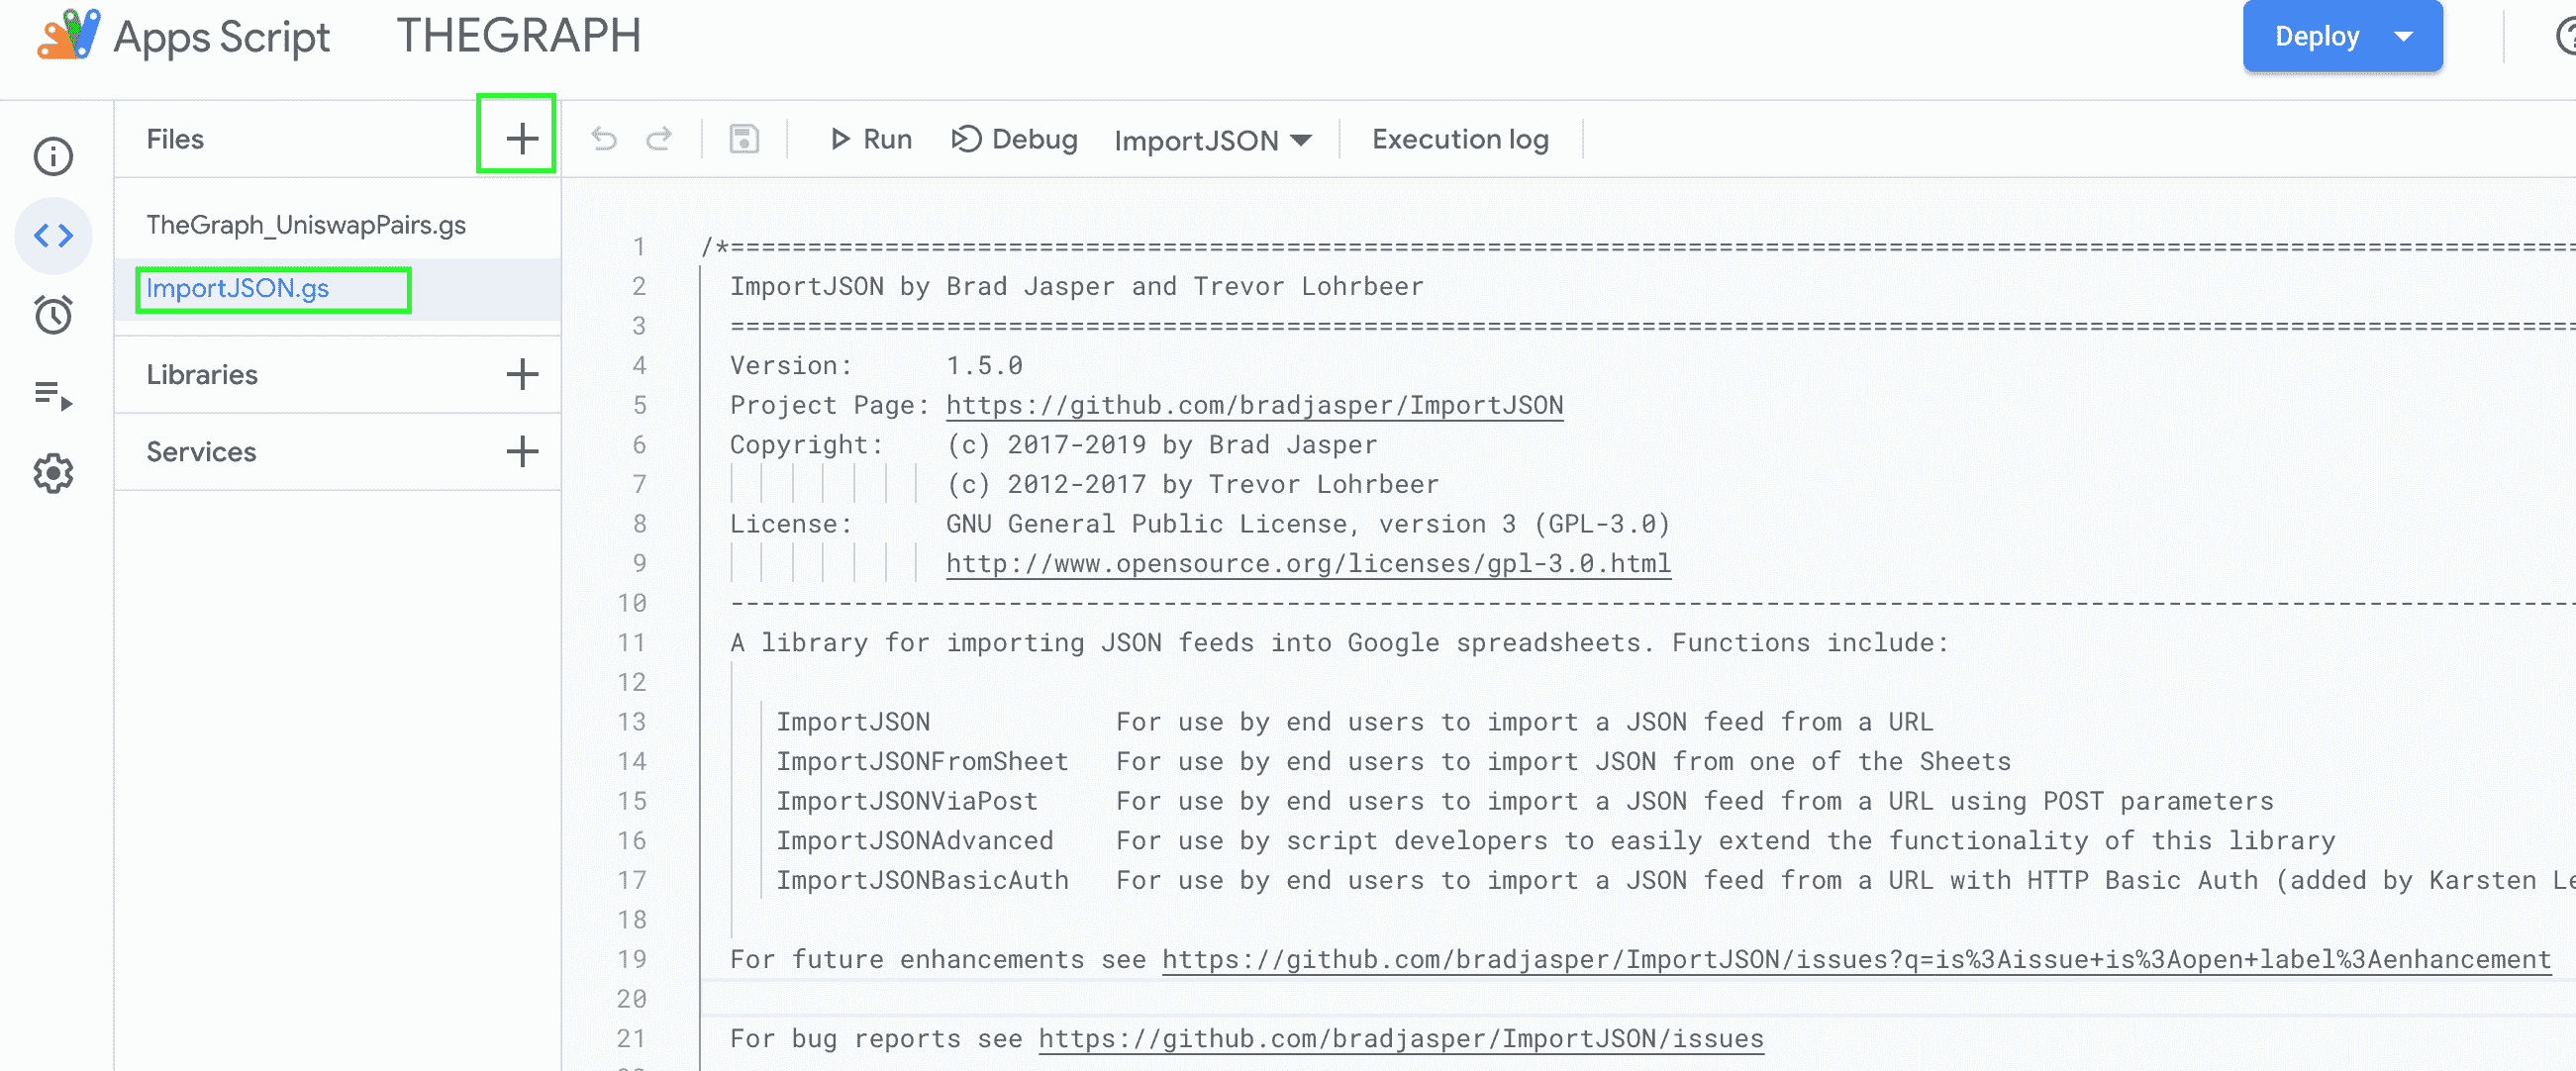 Apps Script THEGRAPH Deploy
Files
Run Debug ImportJSON Execution log
TheGraph_UniswapPairs.gs
ImportJSON.gs
Libraries
Services
1 /*========================================================================================================================
2 ImportJSON by Brad Jasper and Trevor Lohrbeer
3 ========================================================================================================================
4 Version: 1.5.0
5 Project Page: https://github.com/bradjasper/ImportJSON
6 Copyright: (c) 2017-2019 by Brad Jasper
7 (c) 2012-2017 by Trevor Lohrbeer
8 License: GNU General Public License, version 3 (GPL-3.0)
9 http://www.opensource.org/licenses/gpl-3.0.html
10 ------------------------------------------------------------------------------------------------------------------------
11 A library for importing JSON feeds into Google spreadsheets. Functions include:
12
13 ImportJSON For use by end users to import a JSON feed from a URL
14 ImportJSONFromSheet For use by end users to import JSON from one of the Sheets
15 ImportJSONViaPost For use by end users to import a JSON feed from a URL using POST parameters
16 ImportJSONAdvanced For use by script developers to easily extend the functionality of this library
17 ImportJSONBasicAuth For use by end users to import a JSON feed from a URL with HTTP Basic Auth (added by Karsten Le
18
19 For future enhancements see https://github.com/bradjasper/ImportJSON/issues?q=is%3Aissue+is%3Aopen+label%3Aenhancement
20
21 For bug reports see https://github.com/bradjasper/ImportJSON/issues